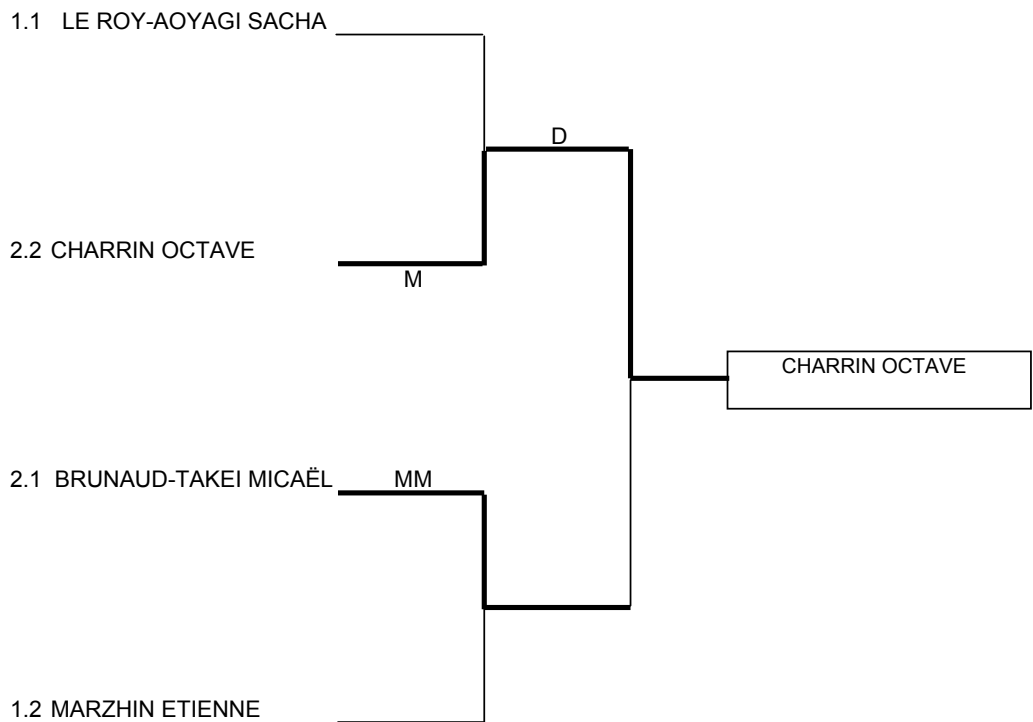 1.1 LE ROY-AOYAGI SACHA
D
2.2 CHARRIN OCTAVE
M
CHARRIN OCTAVE
2.1 BRUNAUD-TAKEI MICAËL
MM
1.2 MARZHIN ETIENNE